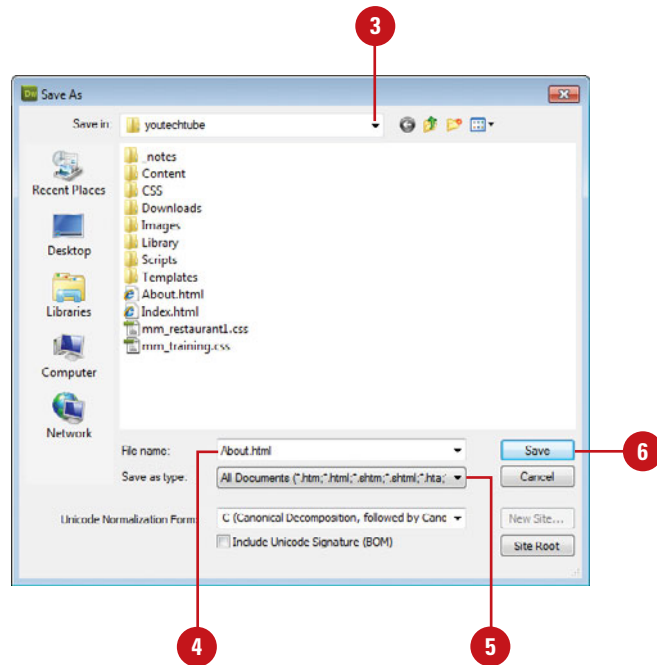 3
Dw Save As
Save in: youtechtube
Recent Places
Desktop
Libraries
Computer
Network
_notes
Content
CSS
Downloads
Images
Library
Scripts
Templates
About.html
Index.html
mm_restaurant1.css
mm_training.css
File name: About.html
Save
6
Save as type: All Documents (*.htm;*.html;*.shtm;*.shtml;*.hta;*
Cancel
Unicode Normalization Form: C (Canonical Decomposition, followed by Canc
New Site...
Include Unicode Signature (BOM)
Site Root
4
5